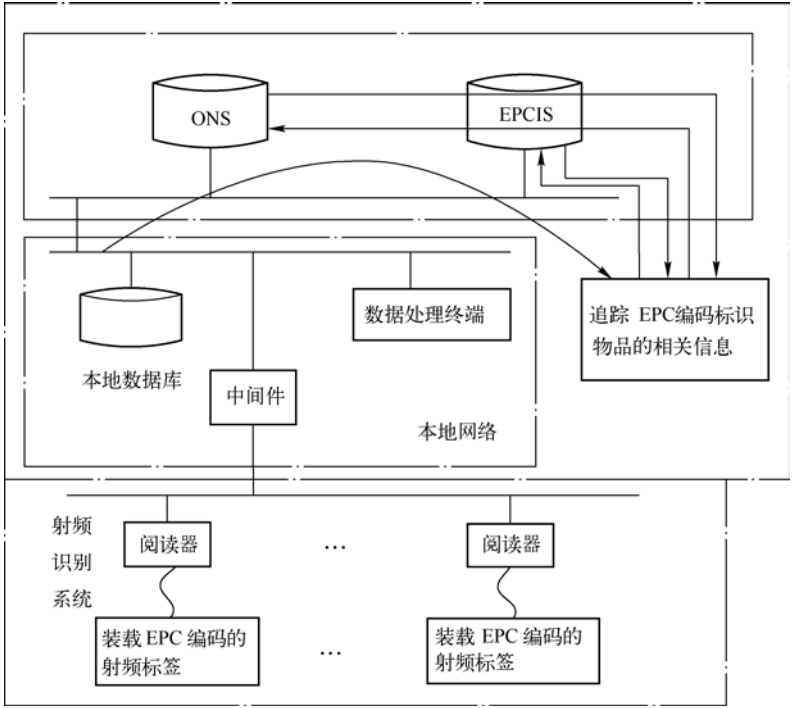 ONS
EPCIS
数据处理终端
追踪 EPC编码标识
物品的相关信息
本地数据库
中间件
本地网络
射频
识别
系统
阅读器
…
阅读器
装载 EPC 编码的
射频标签
…
装载 EPC 编码的
射频标签